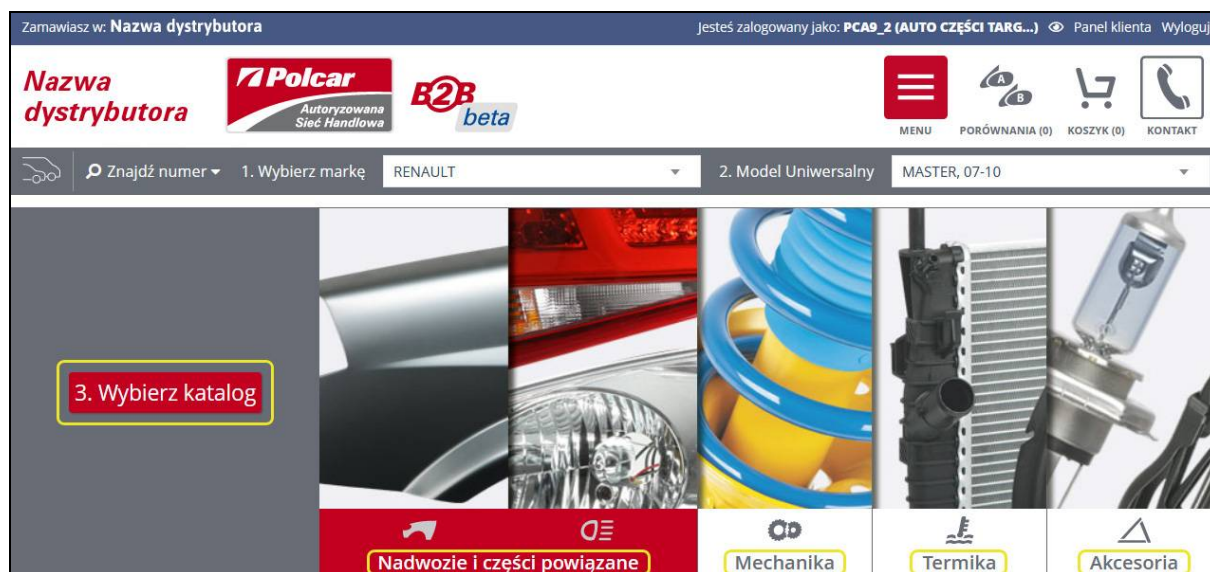 Zamawiasz w: Nazwa dystrybutora
Jesteś zalogowany jako: PCA9_2 (AUTO CZĘŚCI TARG...) Panel klienta Wyloguj
Nazwa
dystrybutora
Polcar
Autoryzowana
Sieć Handlowa
B2B
beta
MENU
A
B
PORÓWNANIA (0)
KOSZYK (0)
KONTAKT
Znajdź numer
1. Wybierz markę
RENAULT
2. Model Uniwersalny
MASTER, 07-10
3. Wybierz katalog
Nadwozie i części powiązane
Mechanika
Termika
Akcesoria